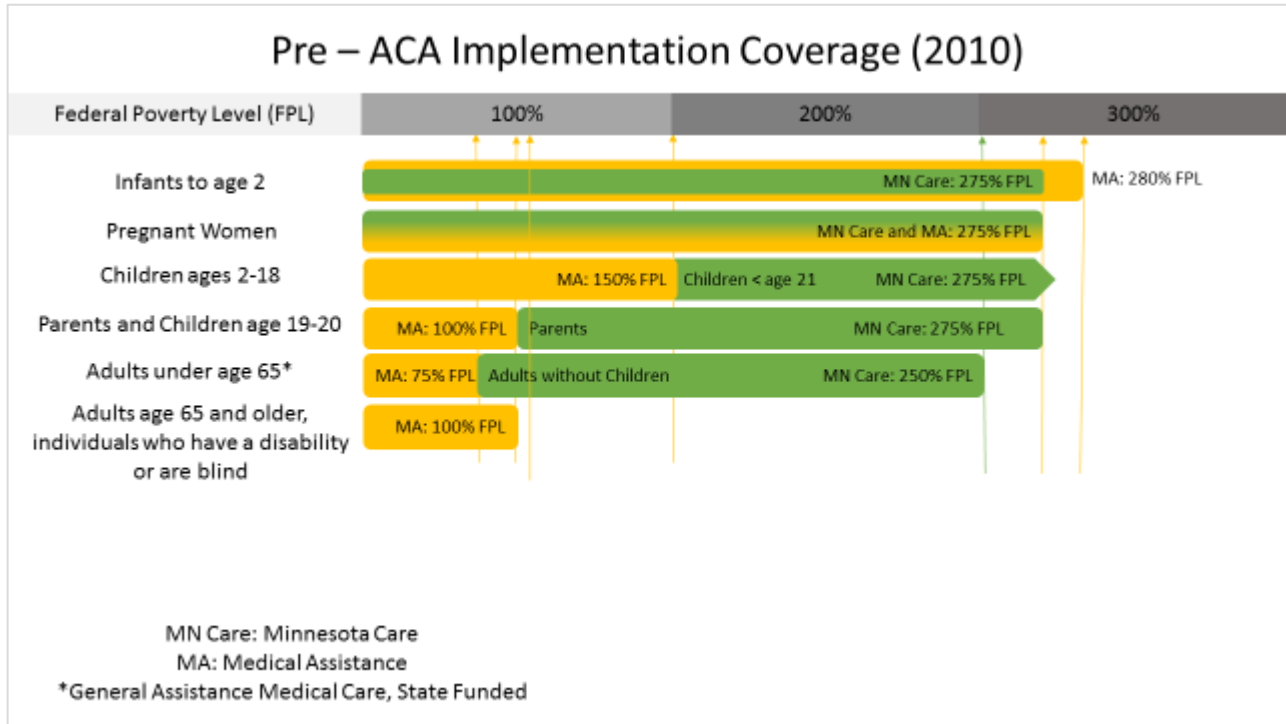 Pre – ACA Implementation Coverage (2010)
Federal Poverty Level (FPL) 100% 200% 300%
Infants to age 2 MN Care: 275% FPL MA: 280% FPL
Pregnant Women MN Care and MA: 275% FPL
Children ages 2-18 MA: 150% FPL Children < age 21 MN Care: 275% FPL
Parents and Children age 19-20 MA: 100% FPL Parents MN Care: 275% FPL
Adults under age 65* MA: 75% FPL Adults without Children MN Care: 250% FPL
Adults age 65 and older,
individuals who have a disability MA: 100% FPL
or are blind
MN Care: Minnesota Care
MA: Medical Assistance
*General Assistance Medical Care, State Funded